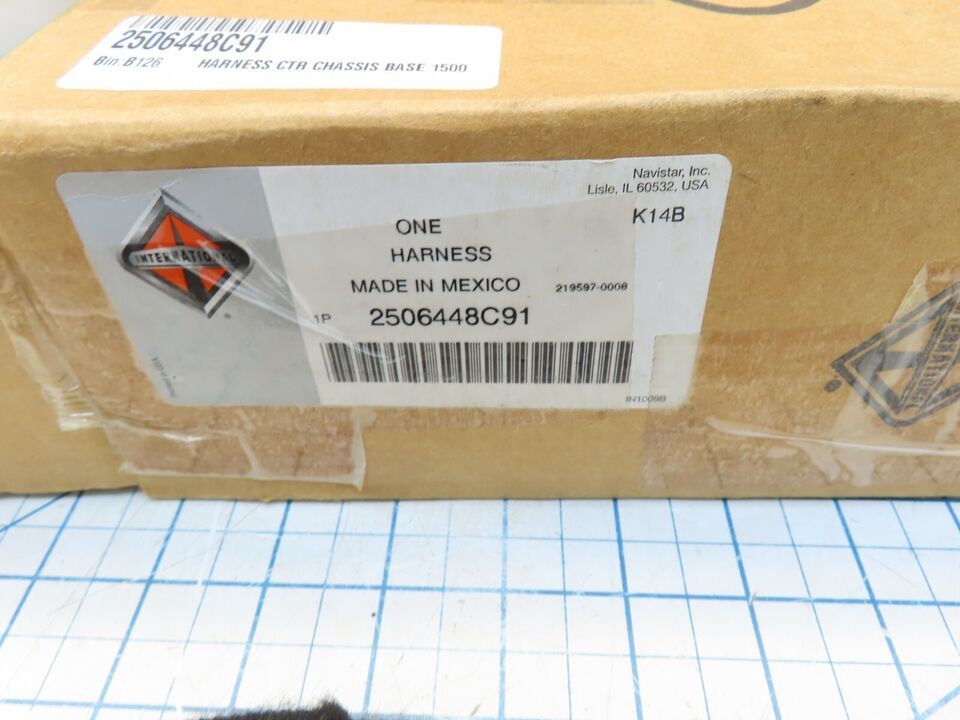 2506448C91
Bin:B126 HARNESS CTR CHASSIS BASE 1500
Navistar, Inc.
Lisle, IL 60532, USA
K14B
ONE
HARNESS
MADE IN MEXICO 219597-0008
1P 2506448C91
IN1009B
INTERNATIONAL
®
INTERNATIONAL
®